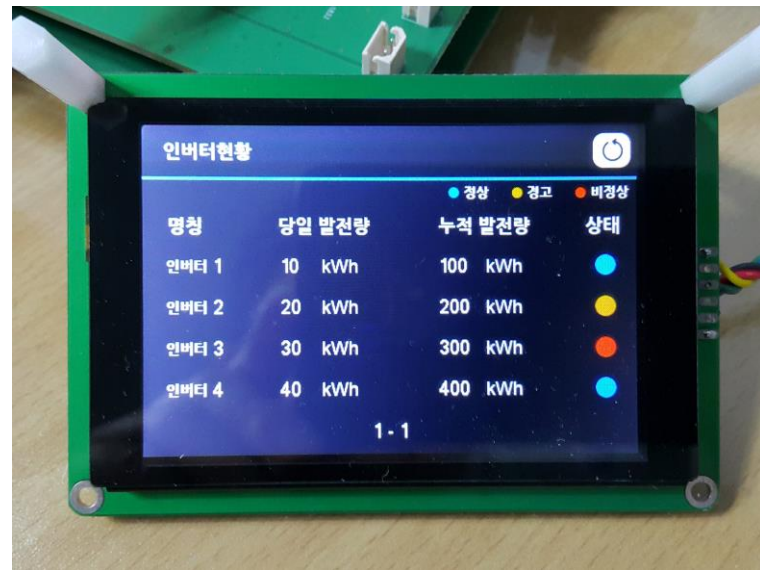 인버터현황
정상 경고 비정상
명칭 당일 발전량 누적 발전량 상태
인버터 1 10 kWh 100 kWh
인버터 2 20 kWh 200 kWh
인버터 3 30 kWh 300 kWh
인버터 4 40 kWh 400 kWh
1 - 1